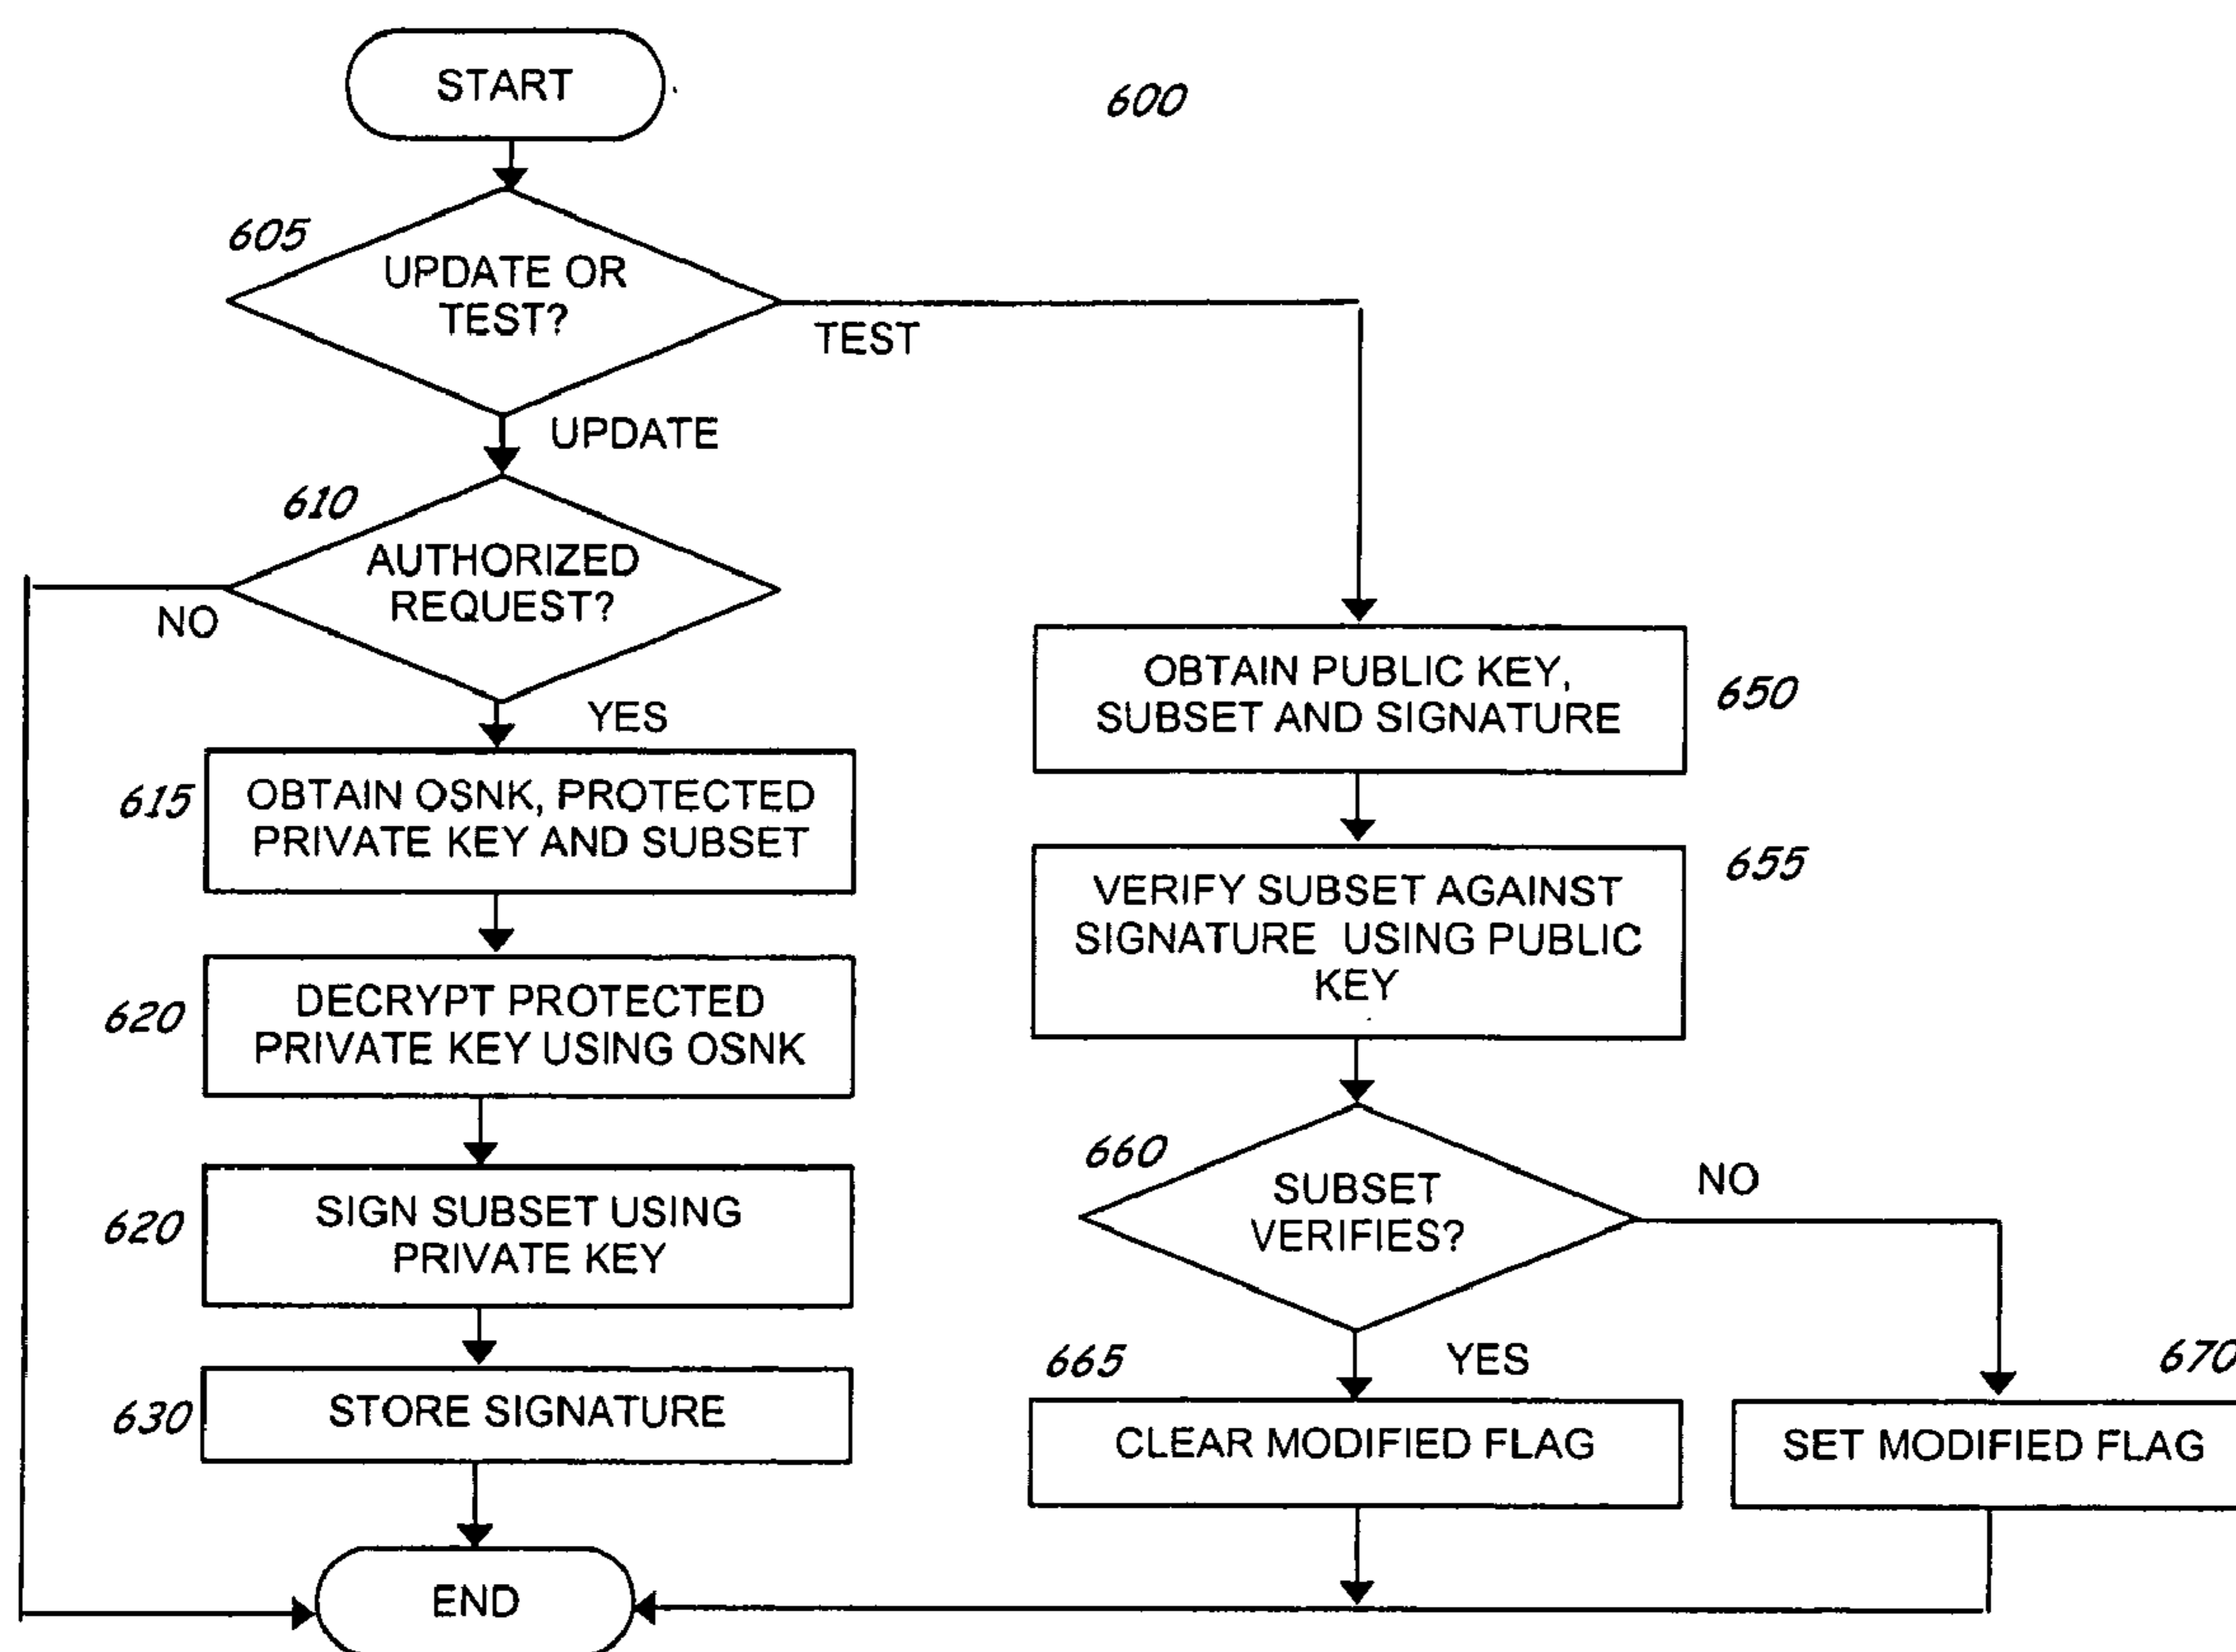 START
600
605
UPDATE OR
TEST?
TEST
UPDATE
610
AUTHORIZED
REQUEST?
NO
YES
615
OBTAIN OSNK, PROTECTED
PRIVATE KEY AND SUBSET
620
DECRYPT PROTECTED
PRIVATE KEY USING OSNK
620
SIGN SUBSET USING
PRIVATE KEY
630
STORE SIGNATURE
END
OBTAIN PUBLIC KEY,
SUBSET AND SIGNATURE
650
655
VERIFY SUBSET AGAINST
SIGNATURE USING PUBLIC
KEY
660
SUBSET
VERIFIES?
NO
YES
665
CLEAR MODIFIED FLAG
670
SET MODIFIED FLAG